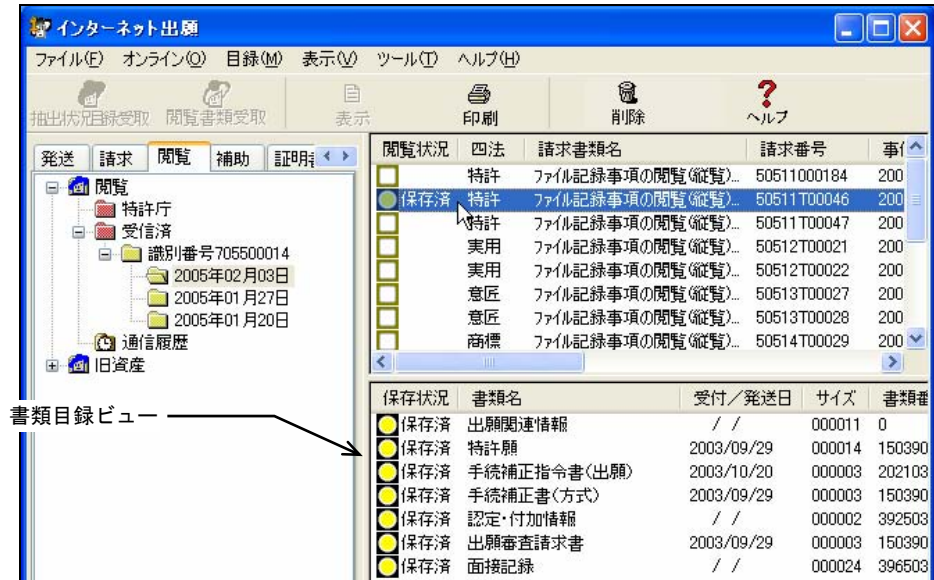 インターネット出願
ファイル(F) オンライン(O) 目録(M) 表示(V) ツール(T) ヘルプ(H)
抽出状況目録受取 閲覧書類受取 表示 印刷 削除 ヘルプ
発送 請求 閲覧 補助 証明
閲覧
特許庁
受信済
識別番号705500014
2005年02月03日
2005年01月27日
2005年01月20日
通信履歴
旧資産
閲覧状況 四法 請求書類名 請求番号
特許 ファイル記録事項の閲覧(縦覧)... 50511000184 200
保存済 特許 ファイル記録事項の閲覧(縦覧)... 50511T00046 200
特許 ファイル記録事項の閲覧(縦覧)... 50511T00047 200
実用 ファイル記録事項の閲覧(縦覧)... 50512T00021 200
実用 ファイル記録事項の閲覧(縦覧)... 50512T00022 200
意匠 ファイル記録事項の閲覧(縦覧)... 50513T00027 200
意匠 ファイル記録事項の閲覧(縦覧)... 50513T00028 200
商標 ファイル記録事項の閲覧(縦覧)... 50514T00029 200
書類目録ビュー
保存状況 書類名 受付/発送日 サイズ 書類番
保存済 出願関連情報 / / 000011 0
保存済 特許願 2003/09/29 000014 150390
保存済 手続補正指令書(出願) 2003/10/20 000003 202103
保存済 手続補正書(方式) 2003/09/29 000003 150390
保存済 認定・付加情報 / / 000002 392503
保存済 出願審査請求書 2003/09/29 000003 150390
保存済 面接記録 / / 000024 396503